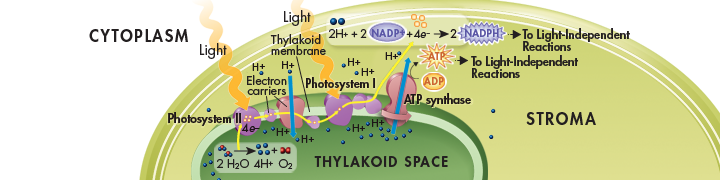 CYTOPLASM
Light
Light
Thylakoid
membrane
2H+ + 2 NADP+ + 4e- → 2 NADPH → To Light-Independent
Reactions
ATP → To Light-Independent
Reactions
ADP
H+
H+
H+
H+
H+
Electron
carriers
Photosystem I
ATP synthase
Photosystem II
4e-
H+
H+
H+
H+
STROMA
2 H₂O 4H+ + O₂
THYLAKOID SPACE